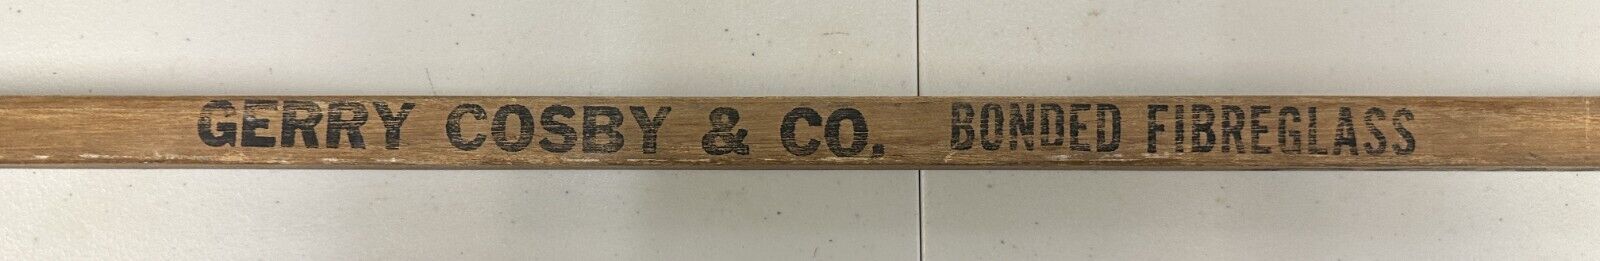 GERRY COSBY & CO. BONDED FIBREGLASS